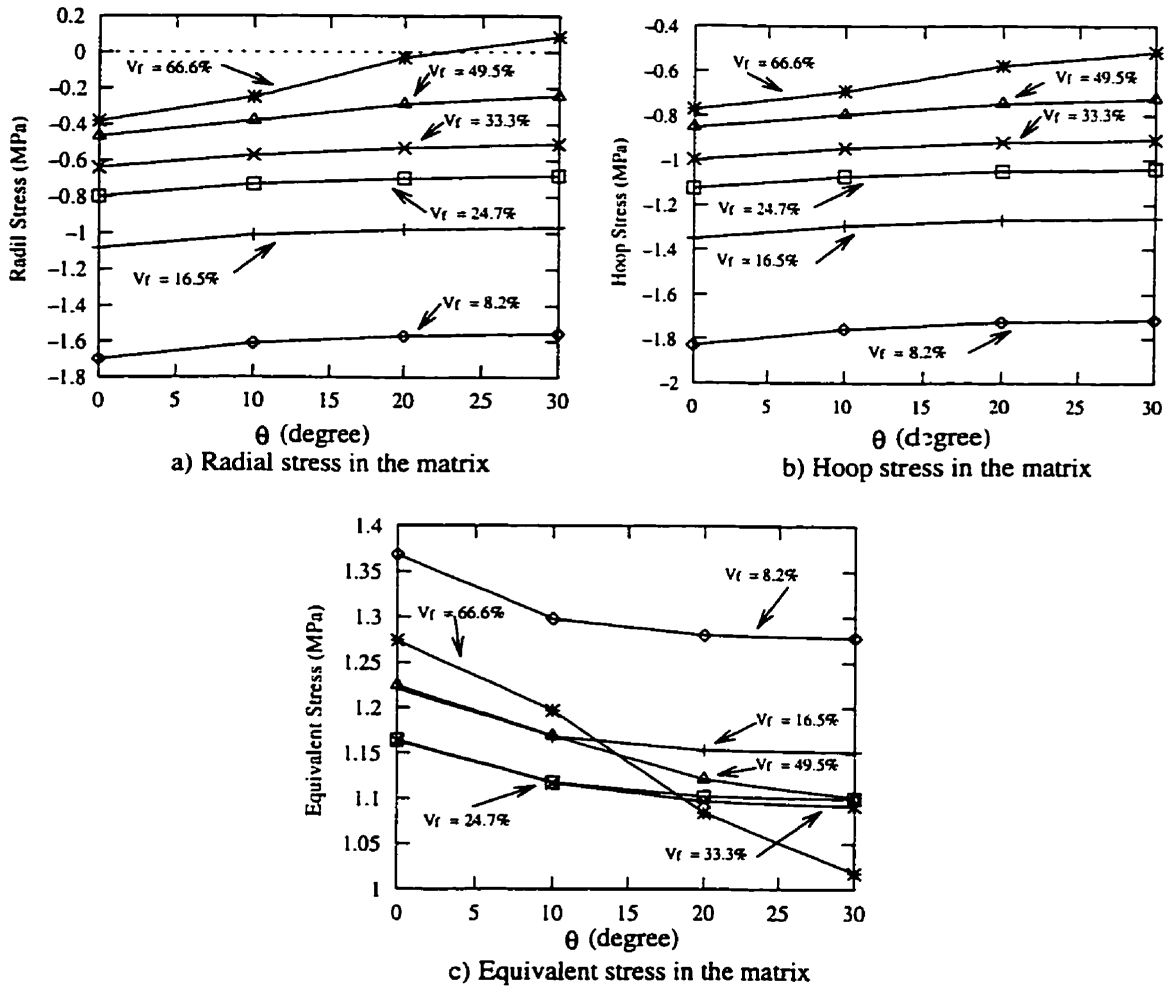 0.2
0
−0.2
−0.4
−0.6
−0.8
−1
−1.2
−1.4
−1.6
−1.8
Radil Stress (MPa)
Vf = 66.6%
Vf = 49.5%
Vf = 33.3%
Vf = 24.7%
Vf = 16.5%
Vf = 8.2%
0 5 10 15 20 25 30
θ (degree)
a) Radial stress in the matrix
−0.4
−0.6
−0.8
−1
−1.2
−1.4
−1.6
−1.8
−2
Hoop Stress (MPa)
Vf = 66.6%
Vf = 49.5%
Vf = 33.3%
Vf = 24.7%
Vf = 16.5%
Vf = 8.2%
0 5 10 15 20 25 30
θ (degree)
b) Hoop stress in the matrix
1.4
1.35
1.3
1.25
1.2
1.15
1.1
1.05
1
Equivalent Stress (MPa)
Vf = 8.2%
Vf = 66.6%
Vf = 16.5%
Vf = 49.5%
Vf = 24.7%
Vf = 33.3%
0 5 10 15 20 25 30
θ (degree)
c) Equivalent stress in the matrix